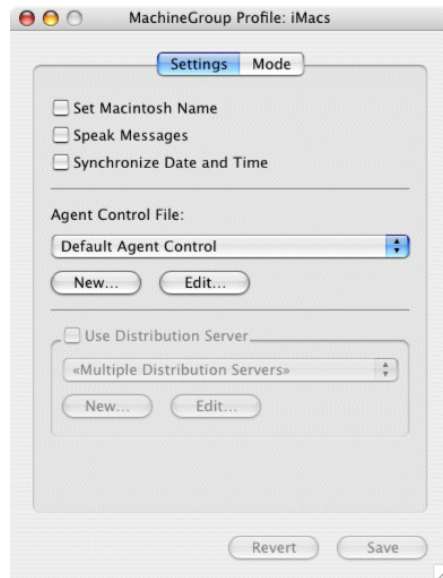 MachineGroup Profile: iMacs
Settings Mode
Set Macintosh Name
Speak Messages
Synchronize Date and Time
Agent Control File:
Default Agent Control
New... Edit...
Use Distribution Server
«Multiple Distribution Servers»
New... Edit...
Revert Save